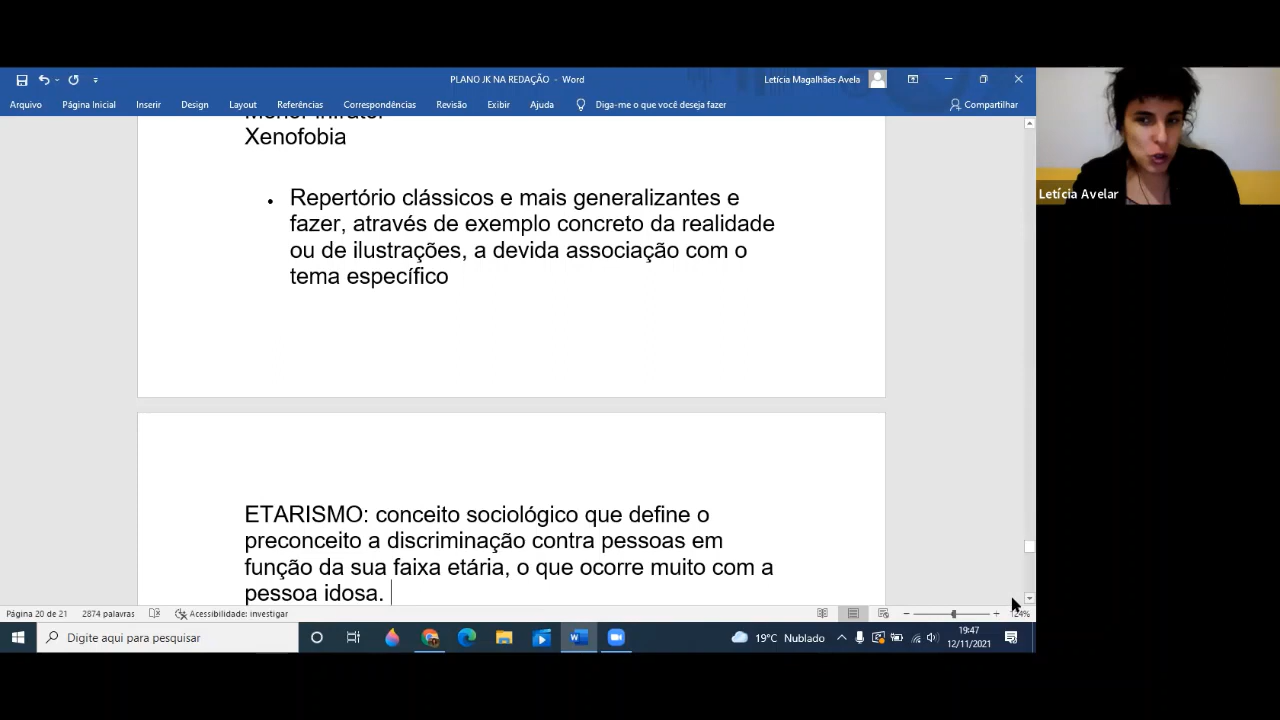 PLANO JK NA REDAÇÃO - Word
Letícia Magalhães Avela
Arquivo Página Inicial Inserir Design Layout Referências Correspondências Revisão Exibir Ajuda Diga-me o que você deseja fazer Compartilhar
Menor infrator
Xenofobia
• Repertório clássicos e mais generalizantes e
fazer, através de exemplo concreto da realidade
ou de ilustrações, a devida associação com o
tema específico
Letícia Avelar
ETARISMO: conceito sociológico que define o
preconceito a discriminação contra pessoas em
função da sua faixa etária, o que ocorre muito com a
pessoa idosa.
Página 20 de 21 2874 palavras Acessibilidade: investigar
Digite aqui para pesquisar
19°C Nublado
19:47
12/11/2021